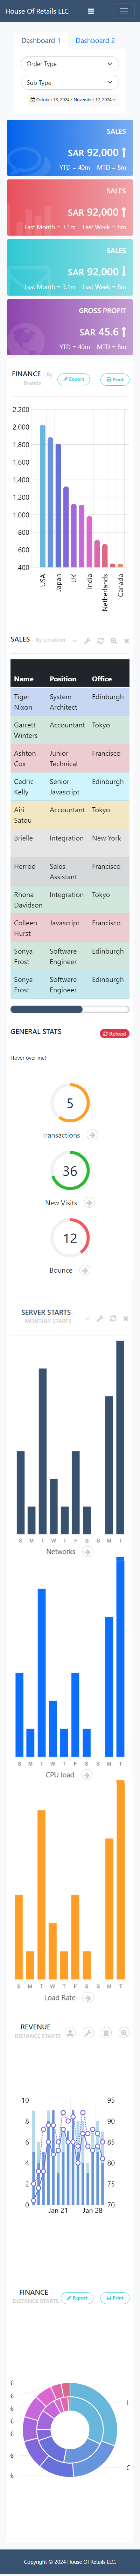 House Of Retails LLC
Dashboard 1
Dashboard 2
Order Type
Sub Type
October 13, 2024 - November 12, 2024
SALES
SAR 92,000
YTD = 40m MTD = 8m
SALES
SAR 92,000
Last Month = 3.1m Last Week = 8m
SALES
SAR 92,000
Last Month = 3.1m Last Week = 8m
GROSS PROFIT
SAR 45.6
YTD = 40m MTD = 8m
FINANCE - By Brands
Export
Print
2,200
2,000
1,800
1,600
1,400
1,200
1,000
800
600
400
USA
Japan
UK
India
Netherlands
Canada
SALES - By Location
Name Position Office
Tiger Nixon System Architect Edinburgh
Garrett Winters Accountant Tokyo
Ashton Cox Junior Technical Francisco
Cedric Kelly Senior Javascript Edinburgh
Airi Satou Accountant Tokyo
Brielle Integration New York
Herrod Sales Assistant Francisco
Rhona Davidson Integration Tokyo
Colleen Hurst Javascript Francisco
Sonya Frost Software Engineer Edinburgh
Sonya Frost Software Engineer Edinburgh
GENERAL STATS
Reload
Hover over me!
5
Transactions
36
New Visits
12
Bounce
SERVER STARTS
MONTHLY STARTS
S M T W T F S S M T
Networks
S M T W T F S S M T
CPU load
S M T W T F S S M T
Load Rate
REVENUE
DISTANCE STARTS
10 95
8 90
6 85
4 80
2 75
0 70
Jan 21 Jan 28
FINANCE
DISTANCE STARTS
Export
Print
Copyright © 2024 House Of Retails LLC.